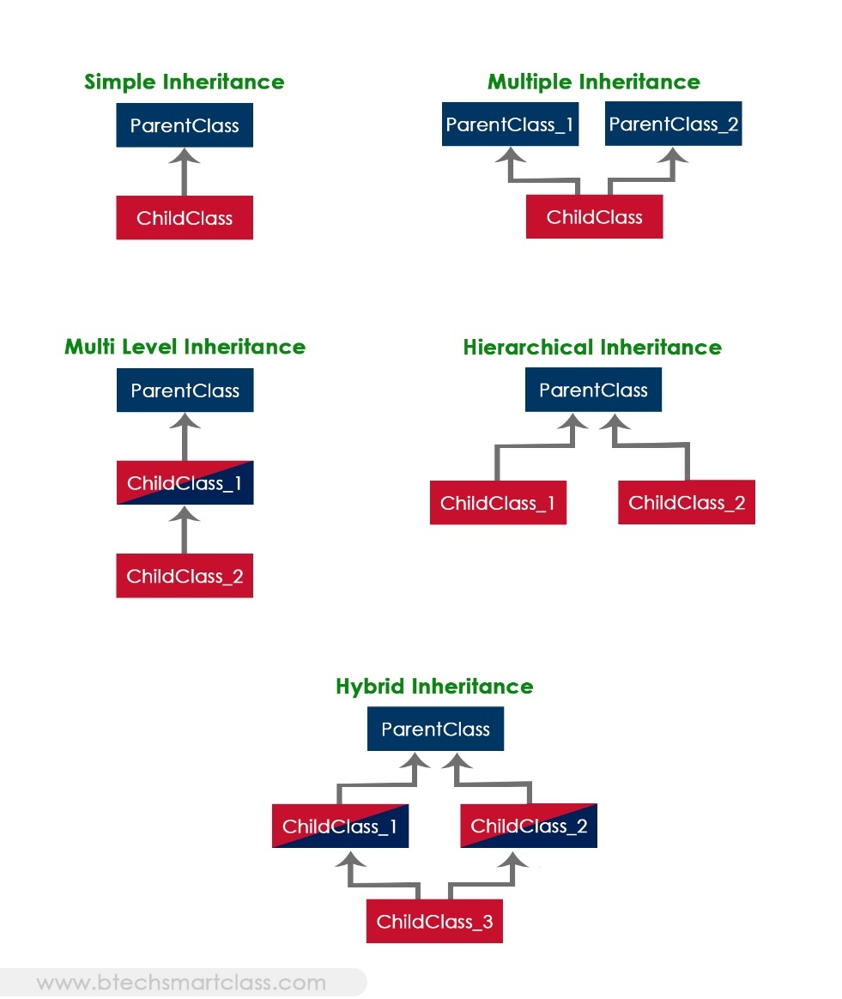 Simple Inheritance
ParentClass
ChildClass
Multiple Inheritance
ParentClass_1 ParentClass_2
ChildClass
Multi Level Inheritance
ParentClass
ChildClass_1
ChildClass_2
Hierarchical Inheritance
ParentClass
ChildClass_1 ChildClass_2
Hybrid Inheritance
ParentClass
ChildClass_1 ChildClass_2
ChildClass_3
www.btechsmartclass.com